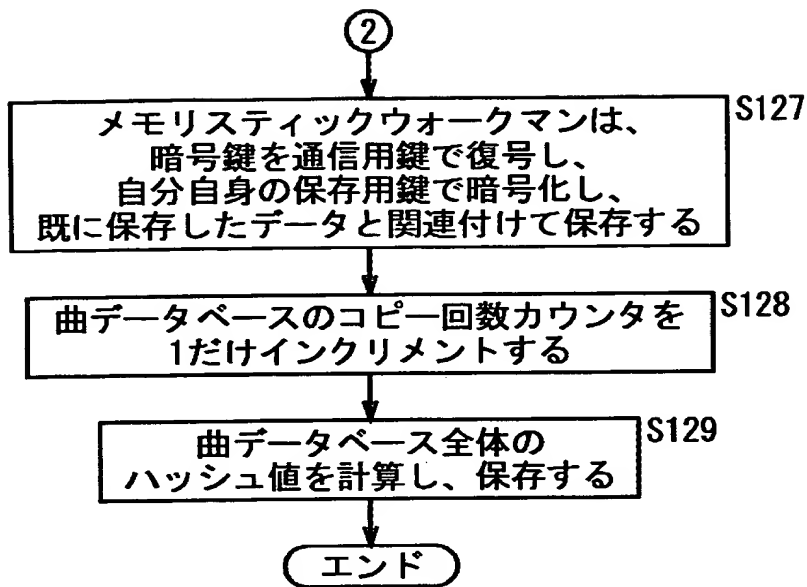 2
S127
メモリスティックウォークマンは、
暗号鍵を通信用鍵で復号し、
自分自身の保存用鍵で暗号化し、
既に保存したデータと関連付けて保存する
S128
曲データベースのコピー回数カウンタを
1だけインクリメントする
S129
曲データベース全体の
ハッシュ値を計算し、保存する
エンド